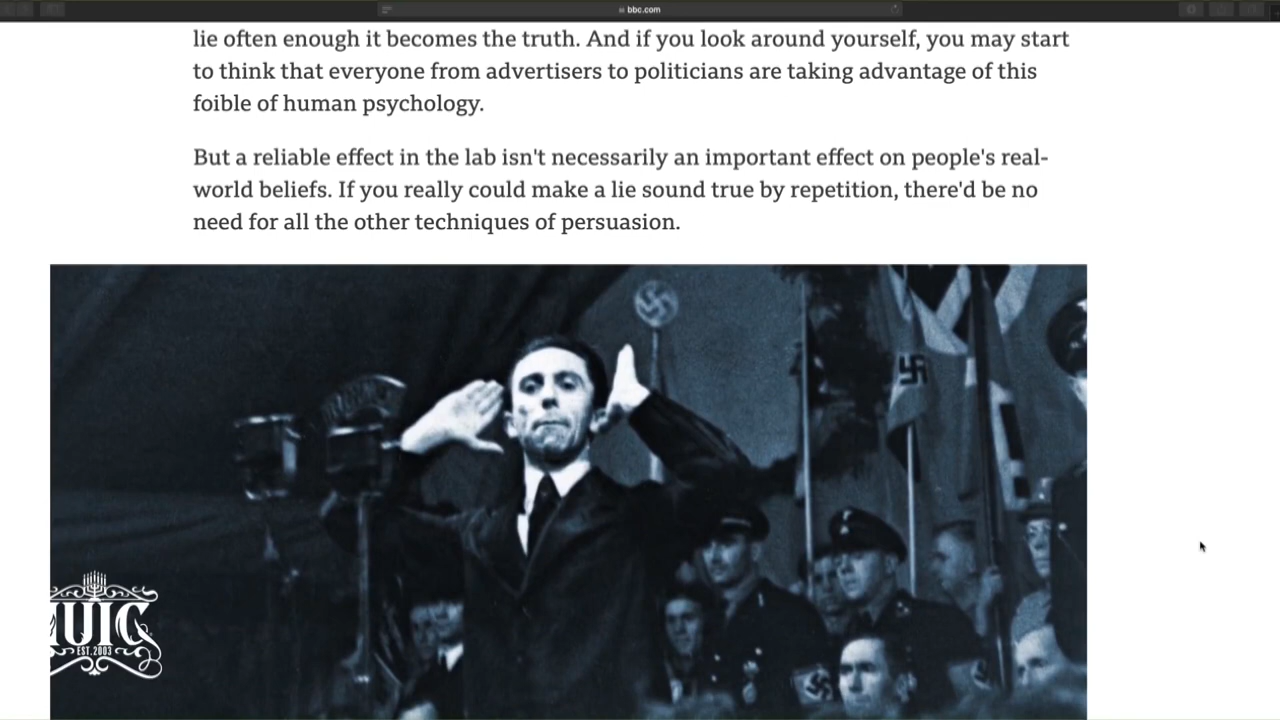 bbc.com
lie often enough it becomes the truth. And if you look around yourself, you may start
to think that everyone from advertisers to politicians are taking advantage of this
foible of human psychology.
But a reliable effect in the lab isn't necessarily an important effect on people's real-
world beliefs. If you really could make a lie sound true by repetition, there'd be no
need for all the other techniques of persuasion.
IUIC
EST.2003